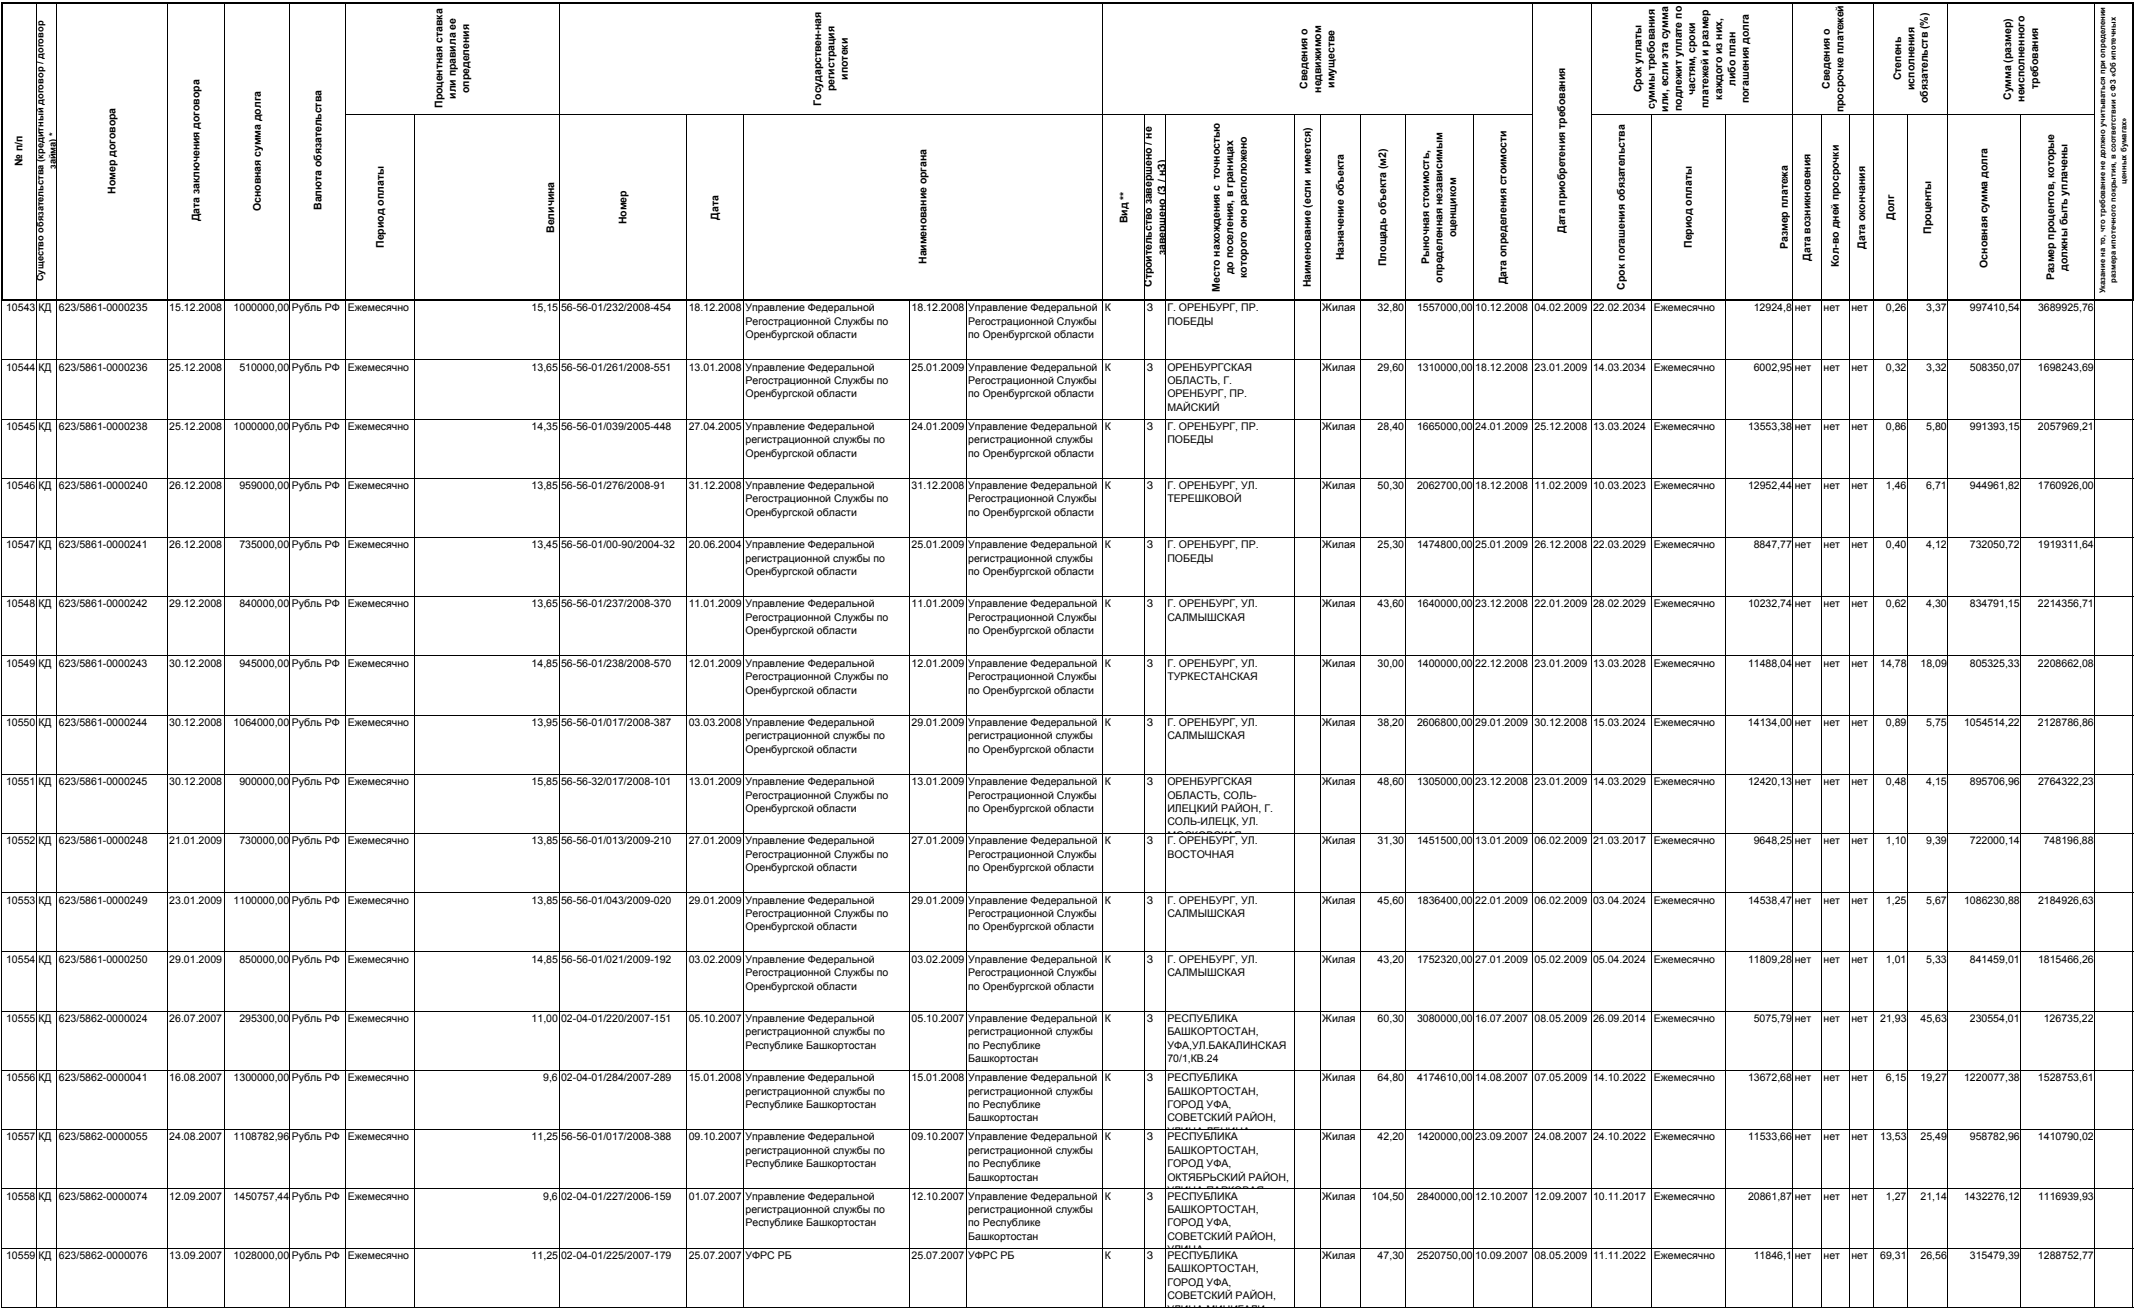 № п/п
Существо обязательства (кредитный договор / договор займа) *
Номер договора
Дата заключения договора
Основная сумма долга
Валюта обязательства
Процентная ставка или правила ее определения
Период оплаты
Величина
Государствен-ная регистрация ипотеки
Номер
Дата
Наименование органа
Сведения о недвижимом имуществе
Вид **
Строительство завершено / не завершено (З / нЗ)
Место нахождения с точностью до поселения, в границах которого оно расположено
Наименование (если имеется)
Назначение объекта
Площадь объекта (м2)
Рыночная стоимость, определенная независимым оценщиком
Дата определения стоимости
Дата приобретения требования
Срок уплаты суммы требования или, если эта сумма подлежит уплате по частям, сроки платежей и размер каждого из них, либо план погашения долга
Срок погашения обязательства
Период оплаты
Размер платежа
Сведения о просрочке платежей
Дата возникновения
Кол-во дней просрочки
Дата окончания
Степень исполнения обязательств (%)
Долг
Проценты
Сумма (размер) неисполненного требования
Основная сумма долга
Размер процентов, которые должны быть уплачены
Указание на то, что требование не должно учитываться при определении размера ипотечного покрытия, в соответствии с ФЗ «Об ипотечных ценных бумагах»
10543 КД 623/5861-0000235 15.12.2008 1000000,00 Рубль РФ Ежемесячно 15,15 56-56-01/232/2008-454 18.12.2008 Управление Федеральной Регострационной Службы по Оренбургской области 18.12.2008 Управление Федеральной Регострационной Службы по Оренбургской области К З Г. ОРЕНБУРГ, ПР. ПОБЕДЫ Жилая 32,80 1557000,00 10.12.2008 04.02.2009 22.02.2034 Ежемесячно 12924,8 нет нет нет 0,26 3,37 997410,54 3689925,76
10544 КД 623/5861-0000236 25.12.2008 510000,00 Рубль РФ Ежемесячно 13,65 56-56-01/261/2008-551 13.01.2008 Управление Федеральной Регострационной Службы по Оренбургской области 25.01.2009 Управление Федеральной Регострационной Службы по Оренбургской области К З ОРЕНБУРГСКАЯ ОБЛАСТЬ, Г. ОРЕНБУРГ, ПР. МАЙСКИЙ Жилая 29,60 1310000,00 18.12.2008 23.01.2009 14.03.2034 Ежемесячно 6002,95 нет нет нет 0,32 3,32 508350,07 1698243,69
10545 КД 623/5861-0000238 25.12.2008 1000000,00 Рубль РФ Ежемесячно 14,35 56-56-01/039/2005-448 27.04.2005 Управление Федеральной регистрационной службы по Оренбургской области 24.01.2009 Управление Федеральной регистрационной службы по Оренбургской области К З Г. ОРЕНБУРГ, ПР. ПОБЕДЫ Жилая 28,40 1665000,00 24.01.2009 25.12.2008 13.03.2024 Ежемесячно 13553,38 нет нет нет 0,86 5,80 991393,15 2057969,21
10546 КД 623/5861-0000240 26.12.2008 959000,00 Рубль РФ Ежемесячно 13,85 56-56-01/276/2008-91 31.12.2008 Управление Федеральной Регострационной Службы по Оренбургской области 31.12.2008 Управление Федеральной Регострационной Службы по Оренбургской области К З Г. ОРЕНБУРГ, УЛ. ТЕРЕШКОВОЙ Жилая 50,30 2062700,00 18.12.2008 11.02.2009 10.03.2023 Ежемесячно 12952,44 нет нет нет 1,46 6,71 944961,82 1760926,00
10547 КД 623/5861-0000241 26.12.2008 735000,00 Рубль РФ Ежемесячно 13,45 56-56-01/00-90/2004-32 20.06.2004 Управление Федеральной регистрационной службы по Оренбургской области 25.01.2009 Управление Федеральной регистрационной службы по Оренбургской области К З Г. ОРЕНБУРГ, ПР. ПОБЕДЫ Жилая 25,30 1474800,00 25.01.2009 26.12.2008 22.03.2029 Ежемесячно 8847,77 нет нет нет 0,40 4,12 732050,72 1919311,64
10548 КД 623/5861-0000242 29.12.2008 840000,00 Рубль РФ Ежемесячно 13,65 56-56-01/237/2008-370 11.01.2009 Управление Федеральной Регострационной Службы по Оренбургской области 11.01.2009 Управление Федеральной Регострационной Службы по Оренбургской области К З Г. ОРЕНБУРГ, УЛ. САЛМЫШСКАЯ Жилая 43,60 1640000,00 23.12.2008 22.01.2009 28.02.2029 Ежемесячно 10232,74 нет нет нет 0,62 4,30 834791,15 2214356,71
10549 КД 623/5861-0000243 30.12.2008 945000,00 Рубль РФ Ежемесячно 14,85 56-56-01/238/2008-570 12.01.2009 Управление Федеральной Регострационной Службы по Оренбургской области 12.01.2009 Управление Федеральной Регострационной Службы по Оренбургской области К З Г. ОРЕНБУРГ, УЛ. ТУРКЕСТАНСКАЯ Жилая 30,00 1400000,00 22.12.2008 23.01.2009 13.03.2028 Ежемесячно 11488,04 нет нет нет 14,78 18,09 805325,33 2208662,08
10550 КД 623/5861-0000244 30.12.2008 1064000,00 Рубль РФ Ежемесячно 13,95 56-56-01/017/2008-387 03.03.2008 Управление Федеральной регистрационной службы по Оренбургской области 29.01.2009 Управление Федеральной регистрационной службы по Оренбургской области К З Г. ОРЕНБУРГ, УЛ. САЛМЫШСКАЯ Жилая 38,20 2606800,00 29.01.2009 30.12.2008 15.03.2024 Ежемесячно 14134,00 нет нет нет 0,89 5,75 1054514,22 2128786,86
10551 КД 623/5861-0000245 30.12.2008 900000,00 Рубль РФ Ежемесячно 15,85 56-56-32/017/2008-101 13.01.2009 Управление Федеральной Регострационной Службы по Оренбургской области 13.01.2009 Управление Федеральной Регострационной Службы по Оренбургской области К З ОРЕНБУРГСКАЯ ОБЛАСТЬ, СОЛЬ-ИЛЕЦКИЙ РАЙОН, Г. СОЛЬ-ИЛЕЦК, УЛ. Жилая 48,60 1305000,00 23.12.2008 23.01.2009 14.03.2029 Ежемесячно 12420,13 нет нет нет 0,48 4,15 895706,96 2764322,23
10552 КД 623/5861-0000248 21.01.2009 730000,00 Рубль РФ Ежемесячно 13,85 56-56-01/013/2009-210 27.01.2009 Управление Федеральной Регострационной Службы по Оренбургской области 27.01.2009 Управление Федеральной Регострационной Службы по Оренбургской области К З Г. ОРЕНБУРГ, УЛ. ВОСТОЧНАЯ Жилая 31,30 1451500,00 13.01.2009 06.02.2009 21.03.2017 Ежемесячно 9648,25 нет нет нет 1,10 9,39 722000,14 748196,88
10553 КД 623/5861-0000249 23.01.2009 1100000,00 Рубль РФ Ежемесячно 13,85 56-56-01/043/2009-020 29.01.2009 Управление Федеральной Регострационной Службы по Оренбургской области 29.01.2009 Управление Федеральной Регострационной Службы по Оренбургской области К З Г. ОРЕНБУРГ, УЛ. САЛМЫШСКАЯ Жилая 45,60 1836400,00 22.01.2009 06.02.2009 03.04.2024 Ежемесячно 14538,47 нет нет нет 1,25 5,67 1086230,88 2184926,63
10554 КД 623/5861-0000250 29.01.2009 850000,00 Рубль РФ Ежемесячно 14,85 56-56-01/021/2009-192 03.02.2009 Управление Федеральной Регострационной Службы по Оренбургской области 03.02.2009 Управление Федеральной Регострационной Службы по Оренбургской области К З Г. ОРЕНБУРГ, УЛ. САЛМЫШСКАЯ Жилая 43,20 1752320,00 27.01.2009 05.02.2009 05.04.2024 Ежемесячно 11809,28 нет нет нет 1,01 5,33 841459,01 1815466,26
10555 КД 623/5862-0000024 26.07.2007 295300,00 Рубль РФ Ежемесячно 11,00 02-04-01/220/2007-151 05.10.2007 Управление Федеральной регистрационной службы по Республике Башкортостан 05.10.2007 Управление Федеральной регистрационной службы по Республике Башкортостан К З РЕСПУБЛИКА БАШКОРТОСТАН, УФА,УЛ.БАКАЛИНСКАЯ 70/1,КВ.24 Жилая 60,30 3080000,00 16.07.2007 08.05.2009 26.09.2014 Ежемесячно 5075,79 нет нет нет 21,93 45,63 230554,01 126735,22
10556 КД 623/5862-0000041 16.08.2007 1300000,00 Рубль РФ Ежемесячно 9,6 02-04-01/284/2007-289 15.01.2008 Управление Федеральной регистрационной службы по Республике Башкортостан 15.01.2008 Управление Федеральной регистрационной службы по Республике Башкортостан К З РЕСПУБЛИКА БАШКОРТОСТАН, ГОРОД УФА, СОВЕТСКИЙ РАЙОН, Жилая 64,80 4174610,00 14.08.2007 07.05.2009 14.10.2022 Ежемесячно 13672,68 нет нет нет 6,15 19,27 1220077,38 1528753,61
10557 КД 623/5862-0000055 24.08.2007 1108782,96 Рубль РФ Ежемесячно 11,25 56-56-01/017/2008-388 09.10.2007 Управление Федеральной регистрационной службы по Республике Башкортостан 09.10.2007 Управление Федеральной регистрационной службы по Республике Башкортостан К З РЕСПУБЛИКА БАШКОРТОСТАН, ГОРОД УФА, ОКТЯБРЬСКИЙ РАЙОН, Жилая 42,20 1420000,00 23.09.2007 24.08.2007 24.10.2022 Ежемесячно 11533,66 нет нет нет 13,53 25,49 958782,96 1410790,02
10558 КД 623/5862-0000074 12.09.2007 1450757,44 Рубль РФ Ежемесячно 9,6 02-04-01/227/2006-159 01.07.2007 Управление Федеральной регистрационной службы по Республике Башкортостан 12.10.2007 Управление Федеральной регистрационной службы по Республике Башкортостан К З РЕСПУБЛИКА БАШКОРТОСТАН, ГОРОД УФА, СОВЕТСКИЙ РАЙОН, Жилая 104,50 2840000,00 12.10.2007 12.09.2007 10.11.2017 Ежемесячно 20861,87 нет нет нет 1,27 21,14 1432276,12 1116939,93
10559 КД 623/5862-0000076 13.09.2007 1028000,00 Рубль РФ Ежемесячно 11,25 02-04-01/225/2007-179 25.07.2007 УФРС РБ 25.07.2007 УФРС РБ К З РЕСПУБЛИКА БАШКОРТОСТАН, ГОРОД УФА, СОВЕТСКИЙ РАЙОН, Жилая 47,30 2520750,00 10.09.2007 08.05.2009 11.11.2022 Ежемесячно 11846,1 нет нет нет 69,31 26,56 315479,39 1288752,77